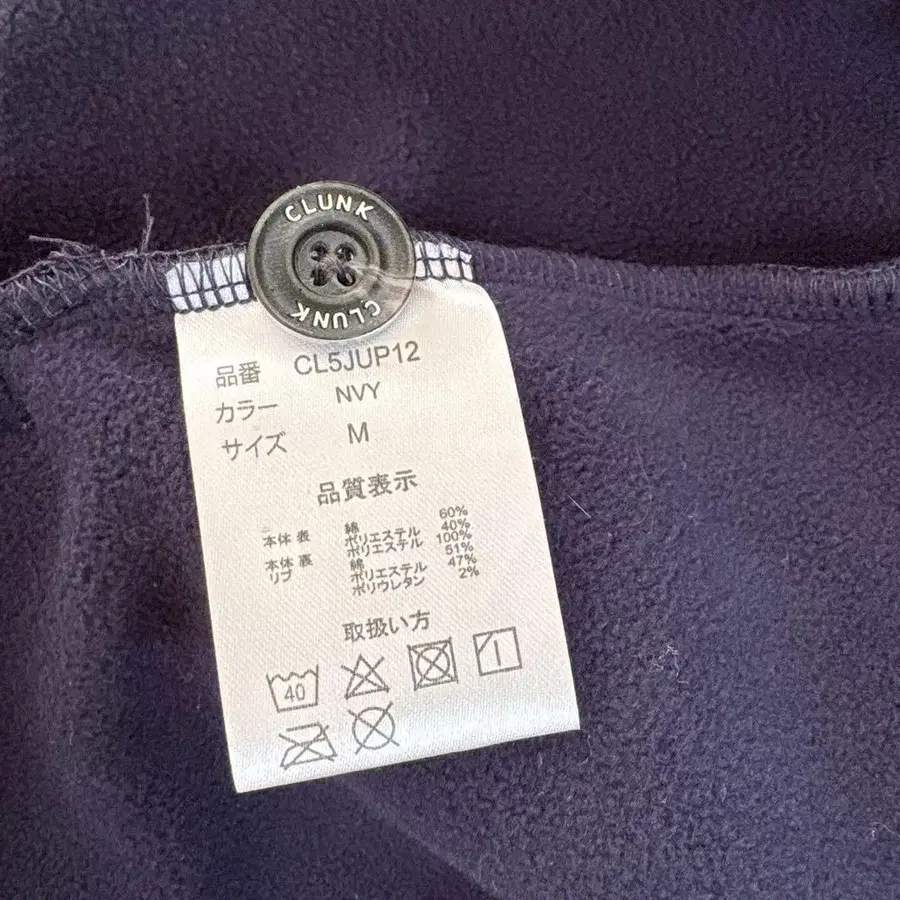 CLUNK
CLUNK
品番 CL5JUP12
カラー NVY
サイズ M
品質表示
本体 表 綿 60%
ポリエステル 40%
本体 裏 ポリエステル 100%
リブ 綿 51%
ポリエステル 47%
ポリウレタン 2%
取扱い方
40